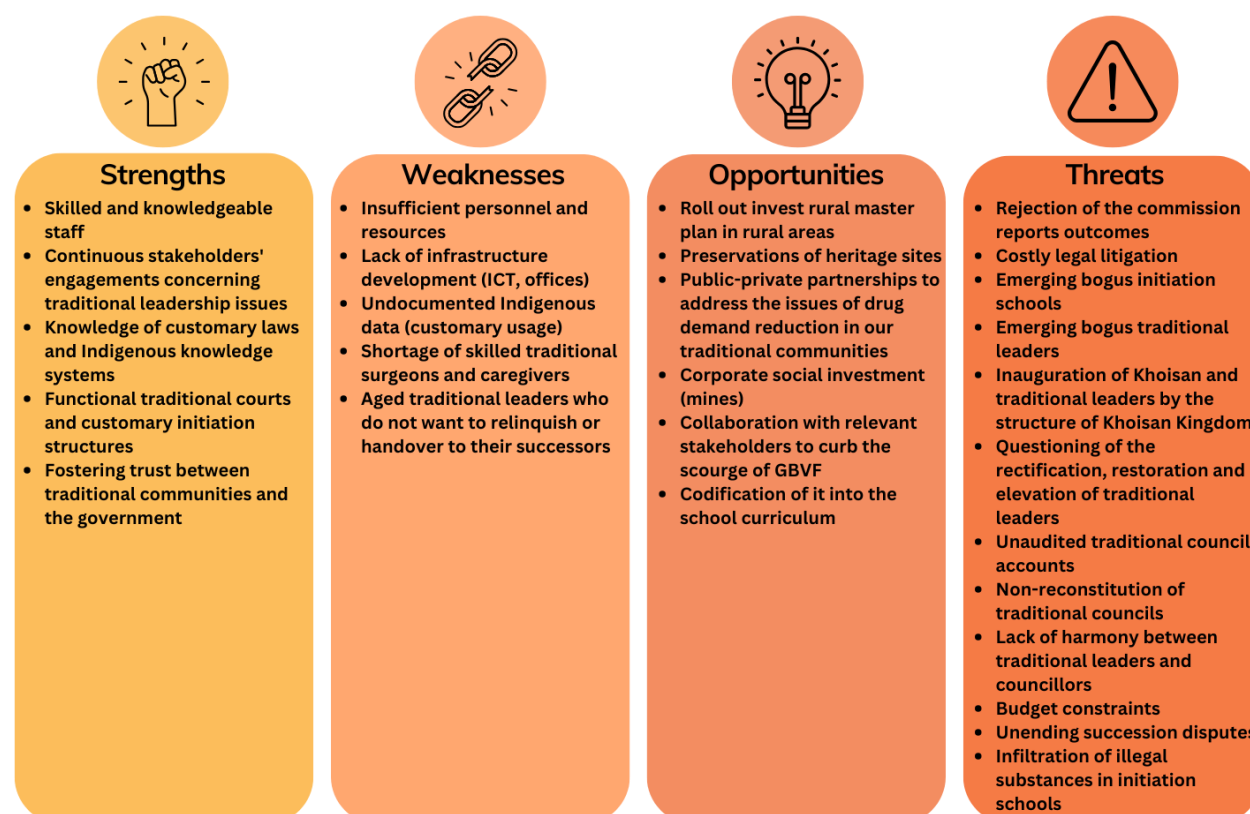 Strengths
• Skilled and knowledgeable
staff
• Continuous stakeholders'
engagements concerning
traditional leadership issues
• Knowledge of customary laws
and Indigenous knowledge
systems
• Functional traditional courts
and customary initiation
structures
• Fostering trust between
traditional communities and
the government
Weaknesses
• Insufficient personnel and
resources
• Lack of infrastructure
development (ICT, offices)
• Undocumented Indigenous
data (customary usage)
• Shortage of skilled traditional
surgeons and caregivers
• Aged traditional leaders who
do not want to relinquish or
handover to their successors
Opportunities
• Roll out invest rural master
plan in rural areas
• Preservations of heritage sites
• Public-private partnerships to
address the issues of drug
demand reduction in our
traditional communities
• Corporate social investment
(mines)
• Collaboration with relevant
stakeholders to curb the
scourge of GBVF
• Codification of it into the
school curriculum
Threats
• Rejection of the commission
reports outcomes
• Costly legal litigation
• Emerging bogus initiation
schools
• Emerging bogus traditional
leaders
• Inauguration of Khoisan and
traditional leaders by the
structure of Khoisan Kingdom
• Questioning of the
rectification, restoration and
elevation of traditional
leaders
• Unaudited traditional council
accounts
• Non-reconstitution of
traditional councils
• Lack of harmony between
traditional leaders and
councillors
• Budget constraints
• Unending succession disputes
• Infiltration of illegal
substances in initiation
schools